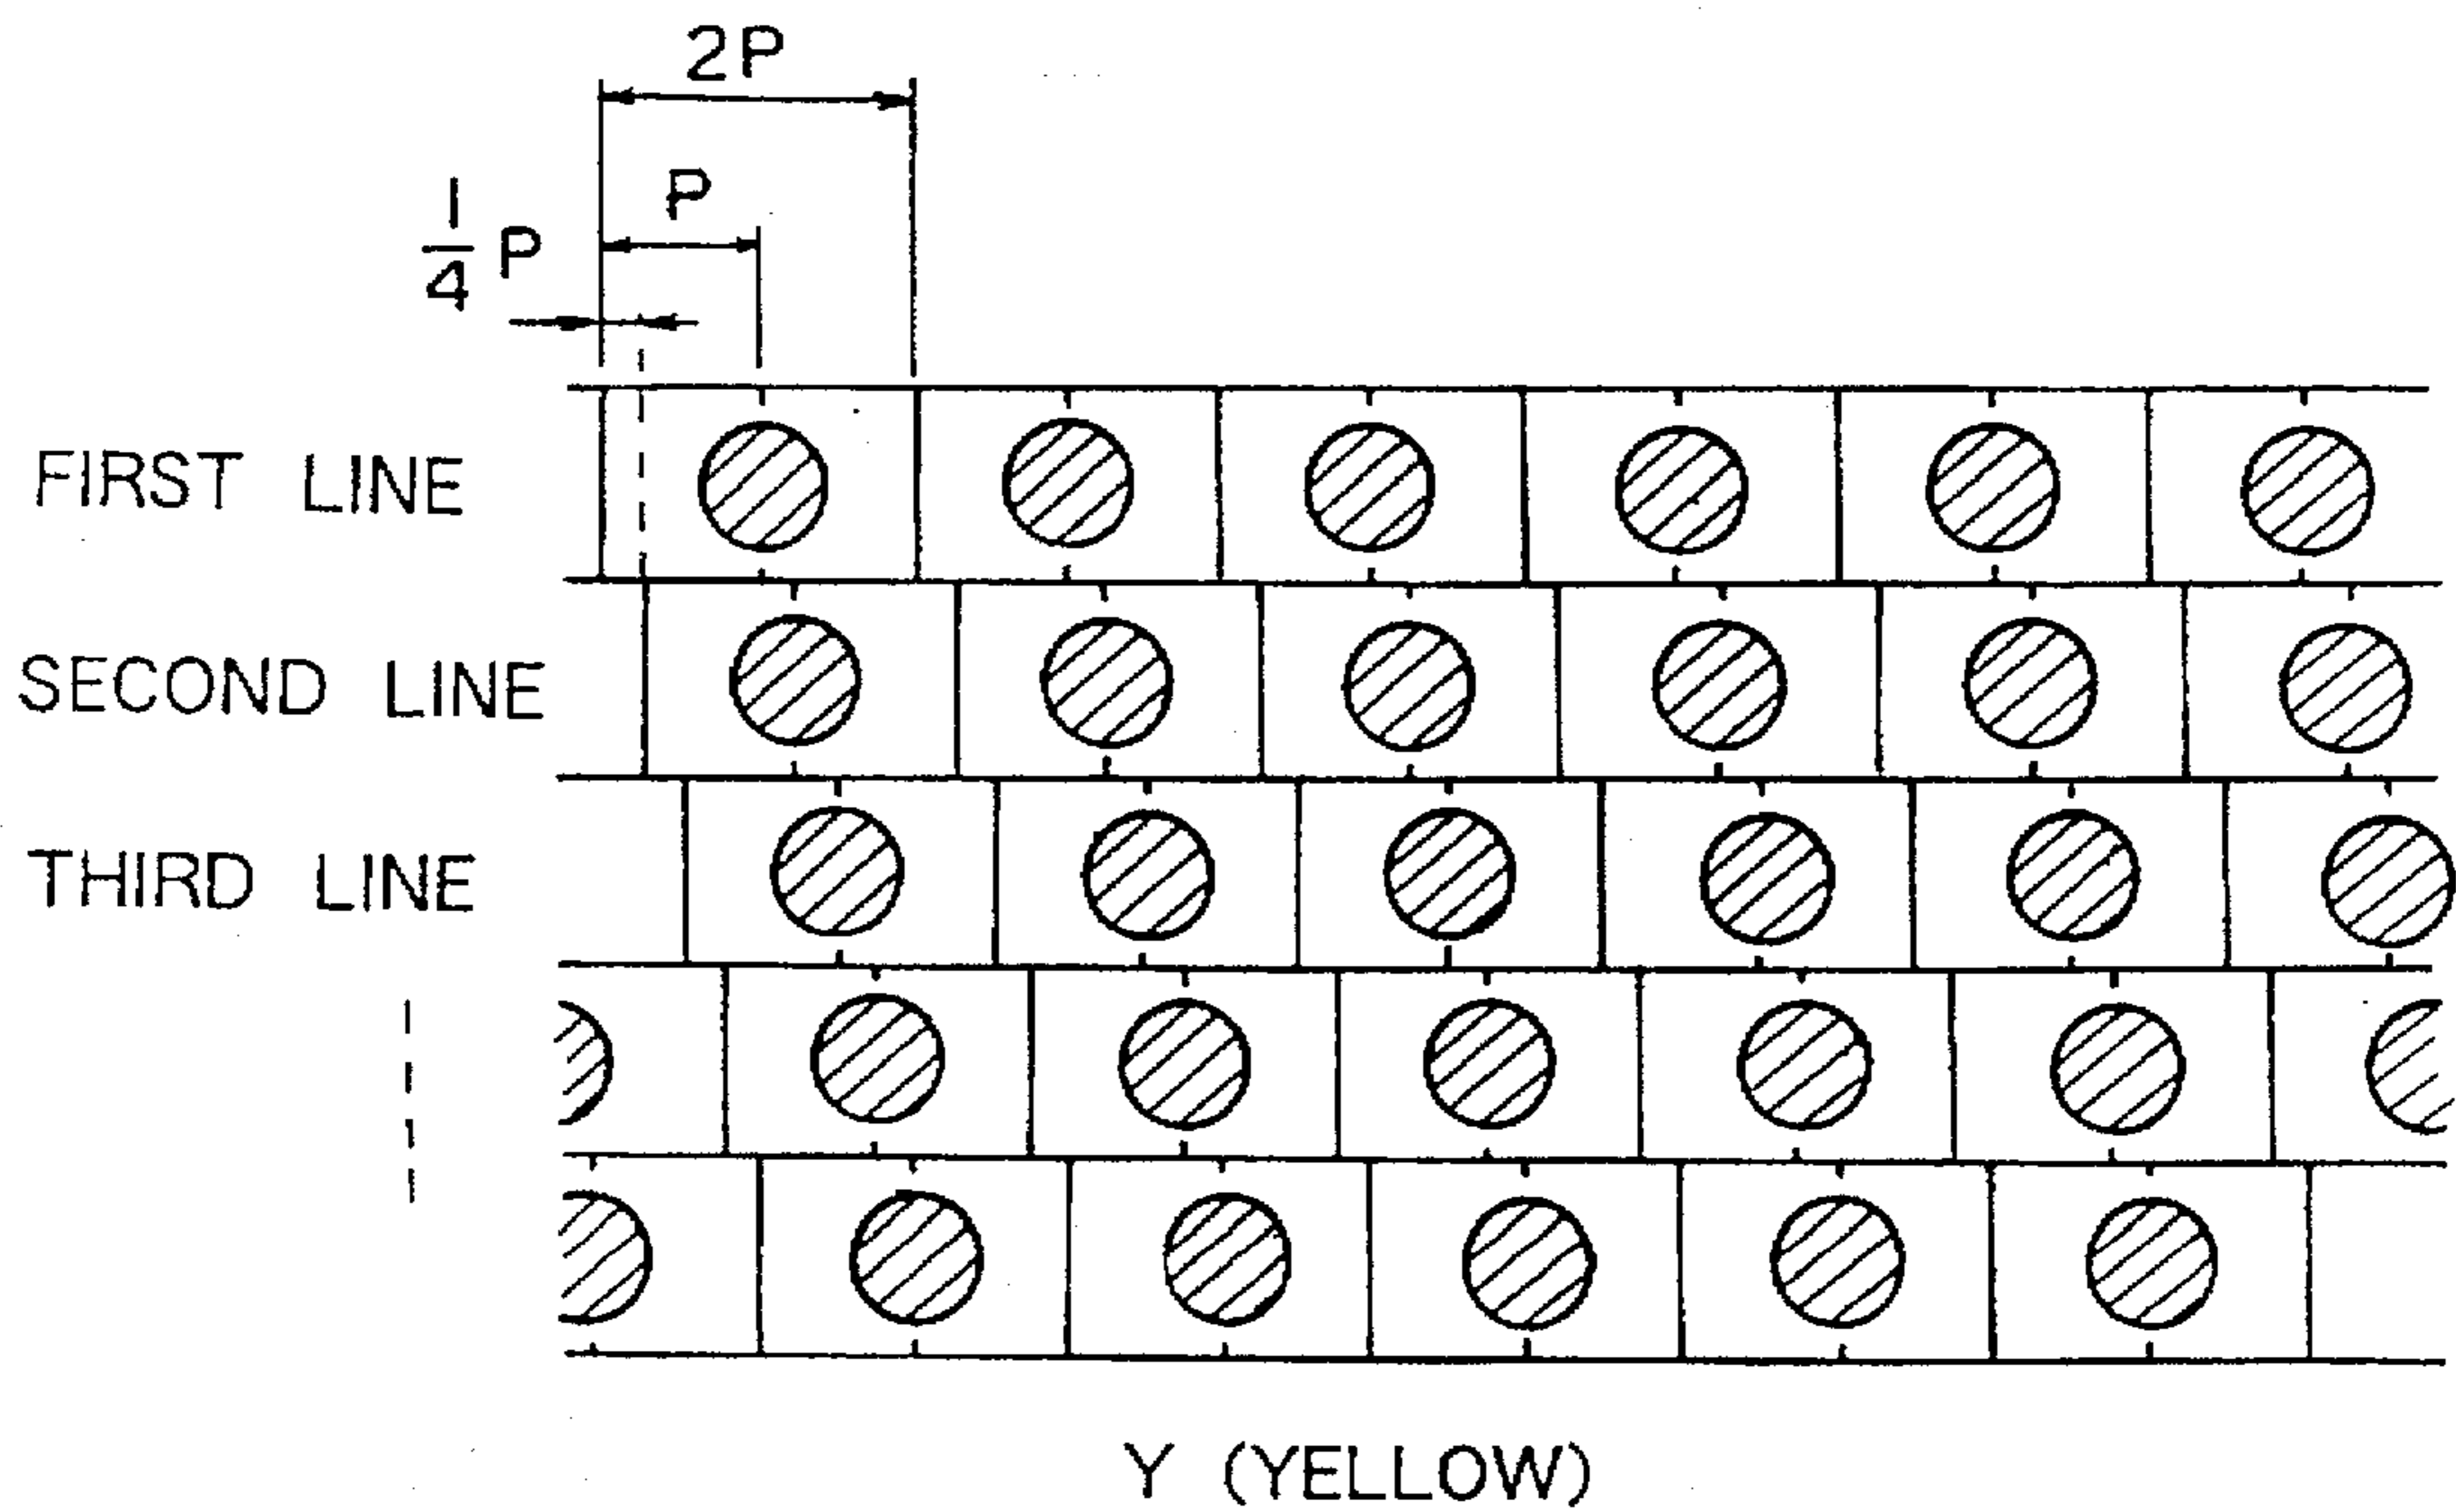 2P
P
1/4 P
FIRST LINE
SECOND LINE
THIRD LINE
Y (YELLOW)